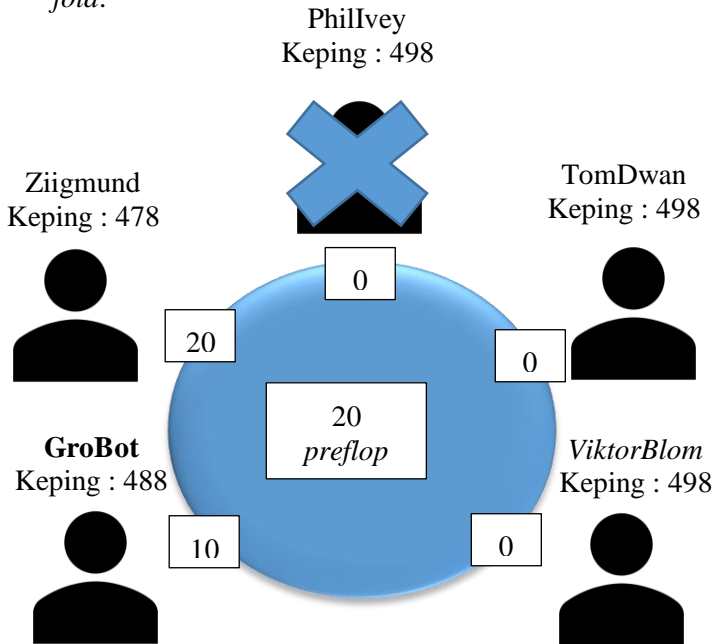 fold.
PhilIvey
Keping : 498
Ziigmund
Keping : 478
TomDwan
Keping : 498
0
20
0
20
preflop
GroBot
Keping : 488
ViktorBlom
Keping : 498
10
0